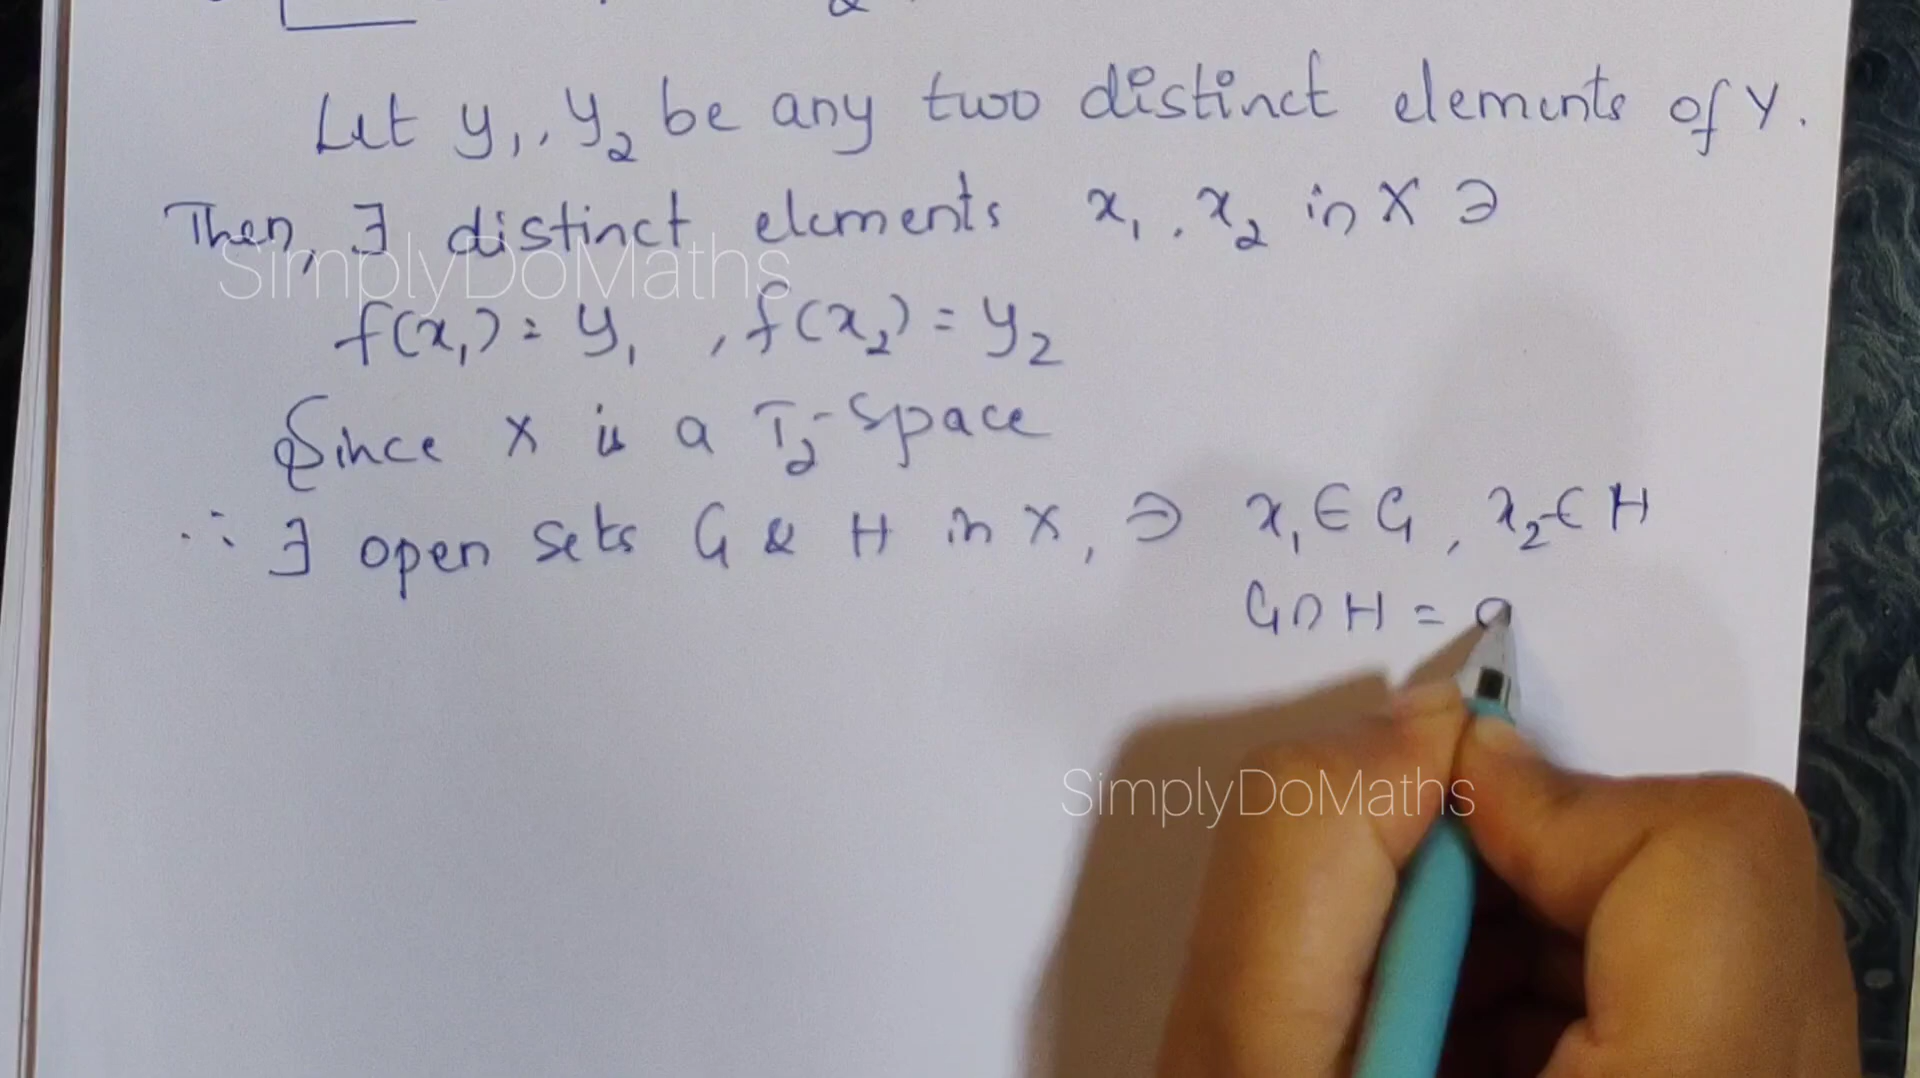 &
Let y₁, y₂ be any two distinct elements of Y.
Then, ∃ distinct elements x₁, x₂ in X ∋
SimplyDoMaths
f(x₁) = y₁, f(x₂) = y₂
Since X is a T₂-space
∴ ∃ open sets G & H in X, ∋ x₁ ∈ G, x₂ ∈ H
G ∩ H =
SimplyDoMaths